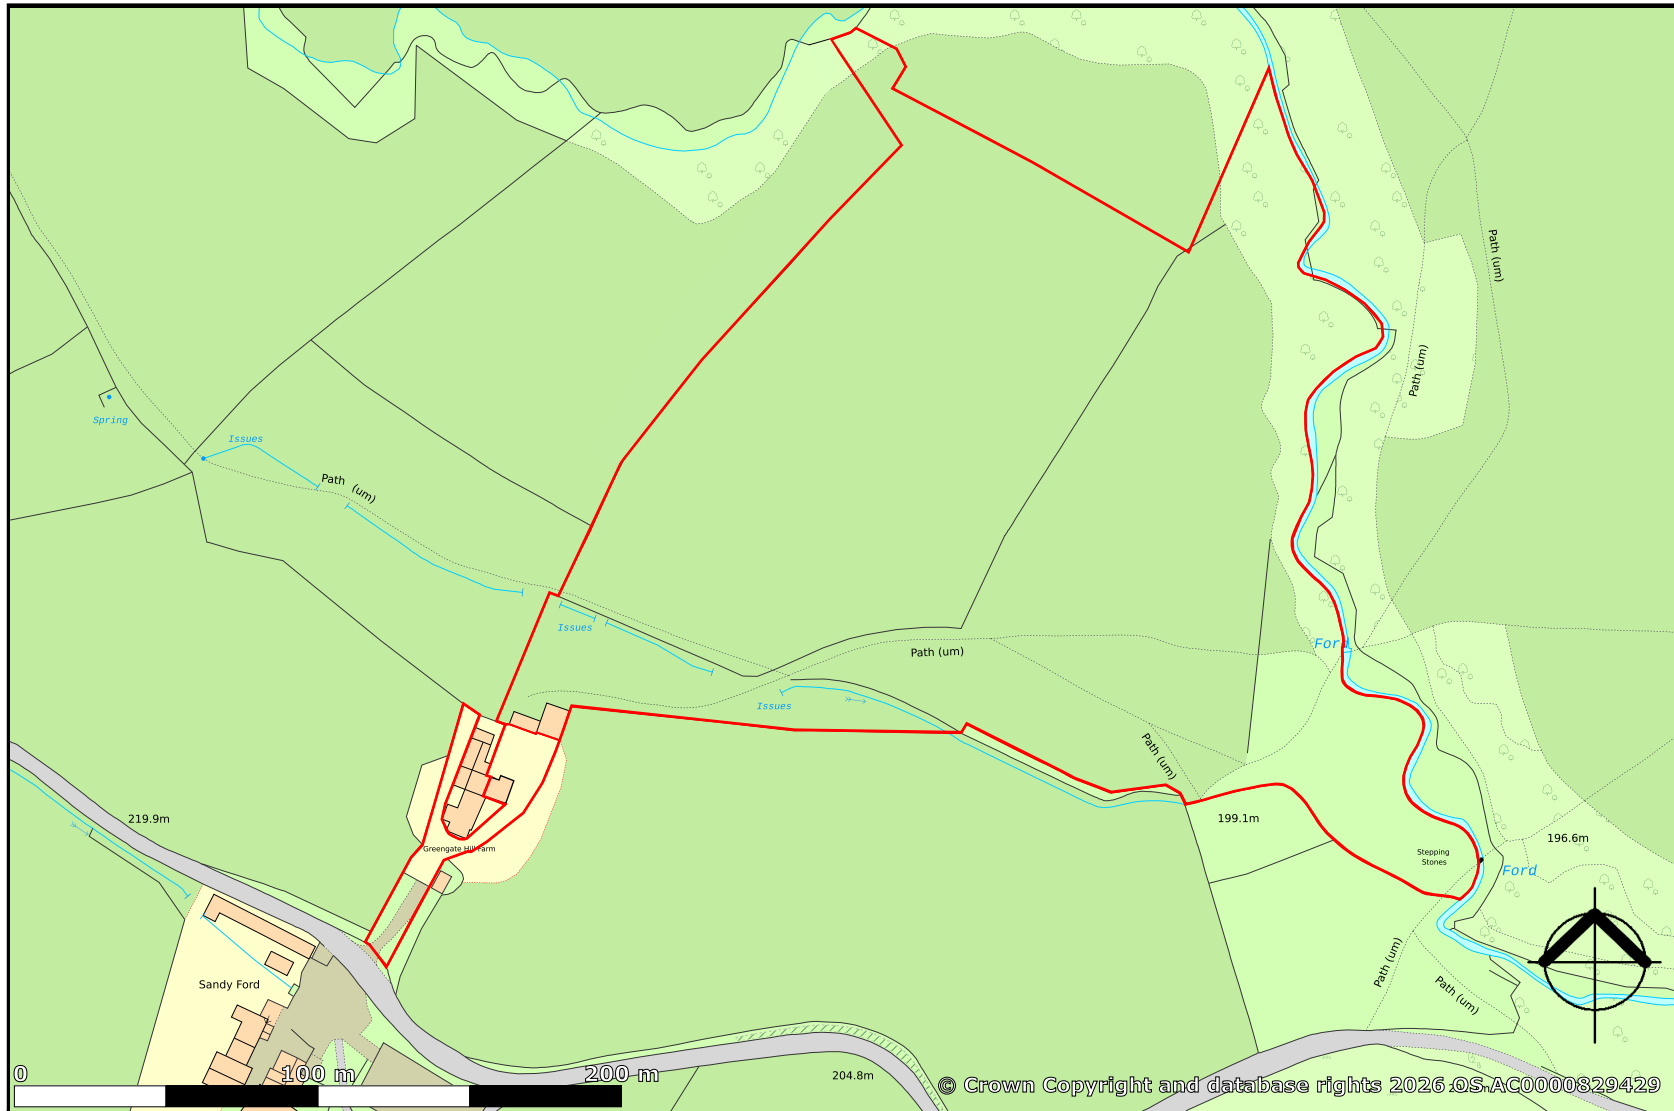 Path (um)
Path (um)
Spring
Issues
Path (um)
Issues
Ford
Path (um)
Issues
Path (um)
219.9m
199.1m
196.6m
Greengate Hill Farm
Stepping
Stones
Ford
Path (um)
Path (um)
Sandy Ford
204.8m
0
100 m
200 m
© Crown Copyright and database rights 2026 OS AC0000829429